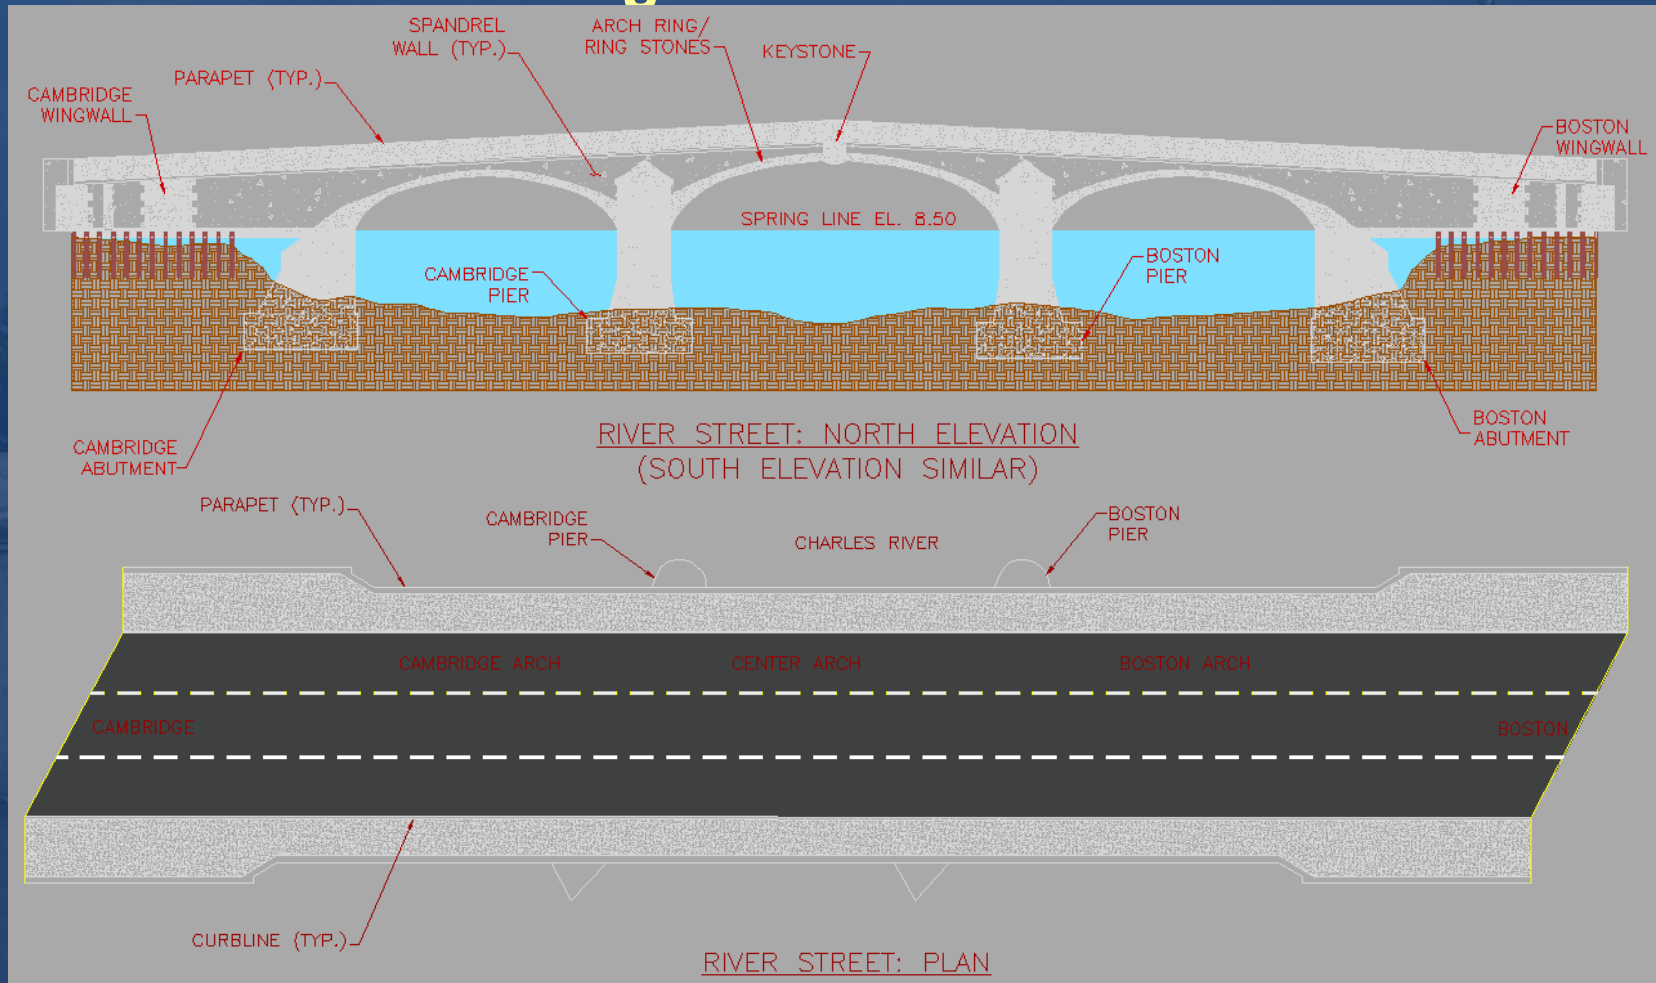 SPANDREL
WALL (TYP.)
ARCH RING/
RING STONES
KEYSTONE
PARAPET (TYP.)
CAMBRIDGE
WINGWALL
BOSTON
WINGWALL
SPRING LINE EL. 8.50
CAMBRIDGE
PIER
BOSTON
PIER
CAMBRIDGE
ABUTMENT
BOSTON
ABUTMENT
RIVER STREET: NORTH ELEVATION
(SOUTH ELEVATION SIMILAR)
PARAPET (TYP.)
CAMBRIDGE
PIER
CHARLES RIVER
BOSTON
PIER
CAMBRIDGE ARCH
CENTER ARCH
BOSTON ARCH
CAMBRIDGE
BOSTON
CURBLINE (TYP.)
RIVER STREET: PLAN